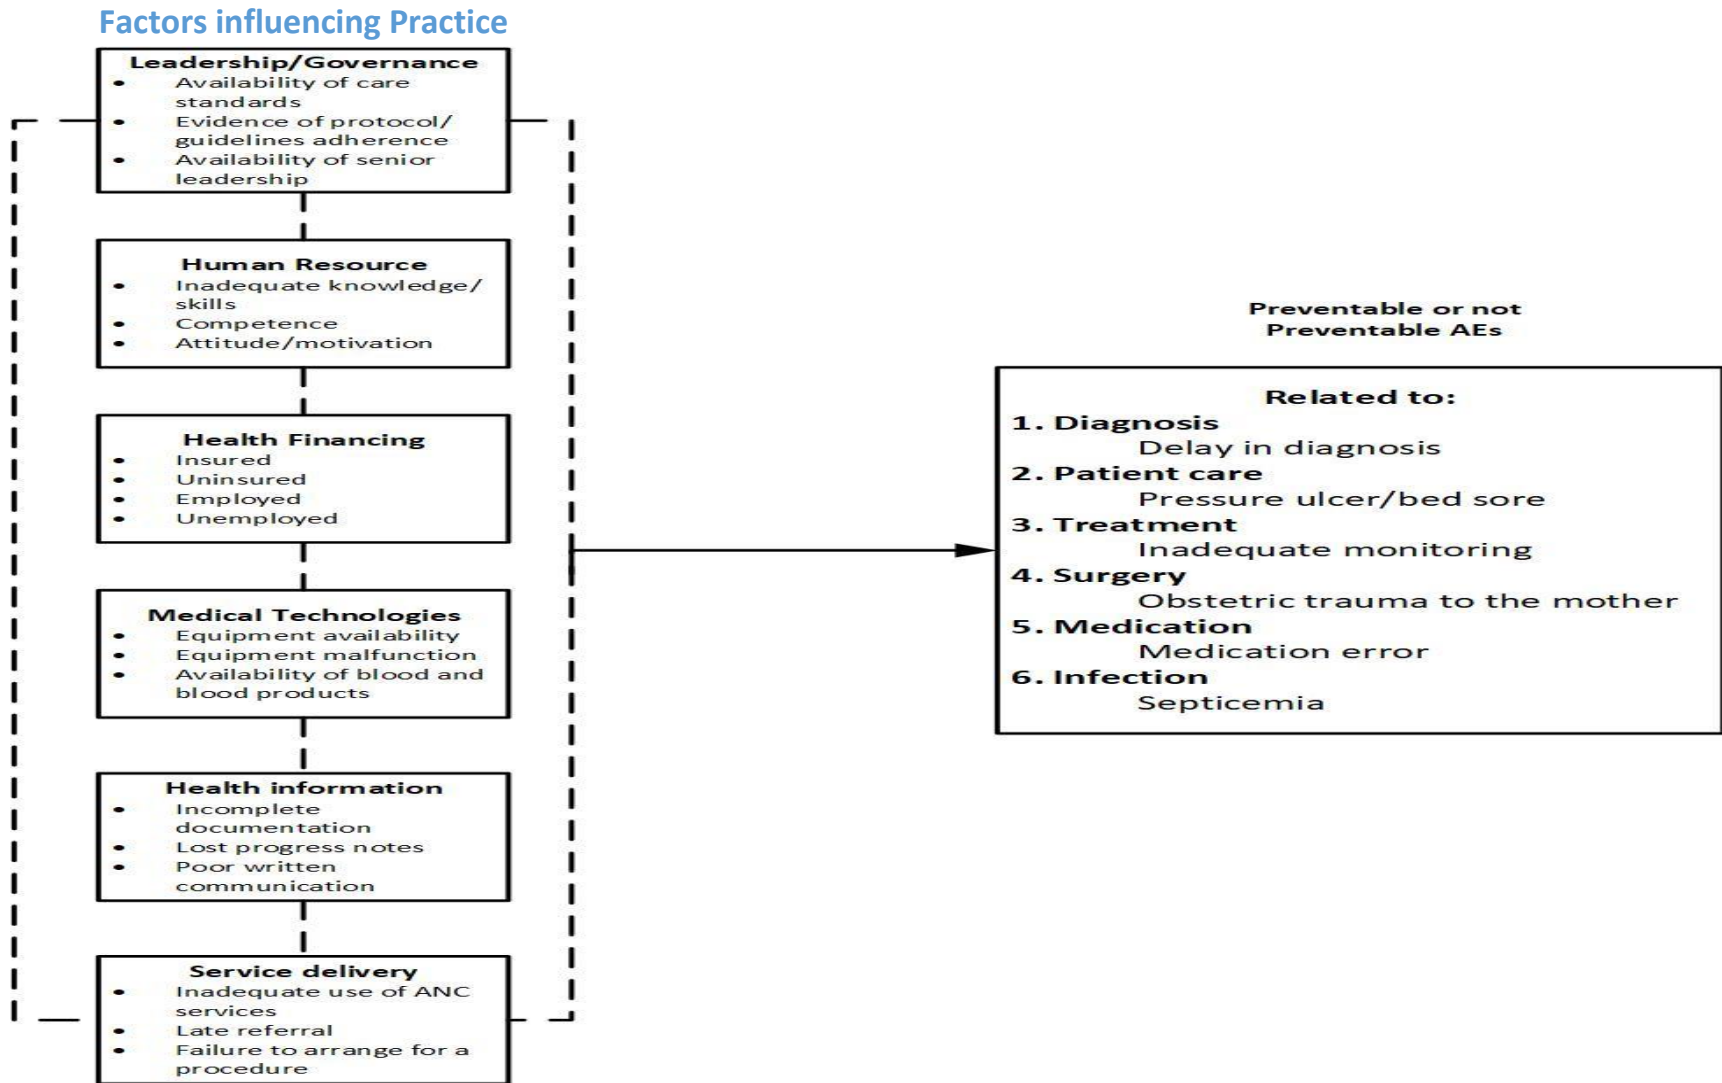 Factors influencing Practice
Leadership/Governance
• Availability of care
standards
• Evidence of protocol/
guidelines adherence
• Availability of senior
leadership
Human Resource
• Inadequate knowledge/
skills
• Competence
• Attitude/motivation
Health Financing
• Insured
• Uninsured
• Employed
• Unemployed
Medical Technologies
• Equipment availability
• Equipment malfunction
• Availability of blood and
blood products
Health information
• Incomplete
documentation
• Lost progress notes
• Poor written
communication
Service delivery
• Inadequate use of ANC
services
• Late referral
• Failure to arrange for a
procedure
Preventable or not
Preventable AEs
Related to:
1. Diagnosis
Delay in diagnosis
2. Patient care
Pressure ulcer/bed sore
3. Treatment
Inadequate monitoring
4. Surgery
Obstetric trauma to the mother
5. Medication
Medication error
6. Infection
Septicemia